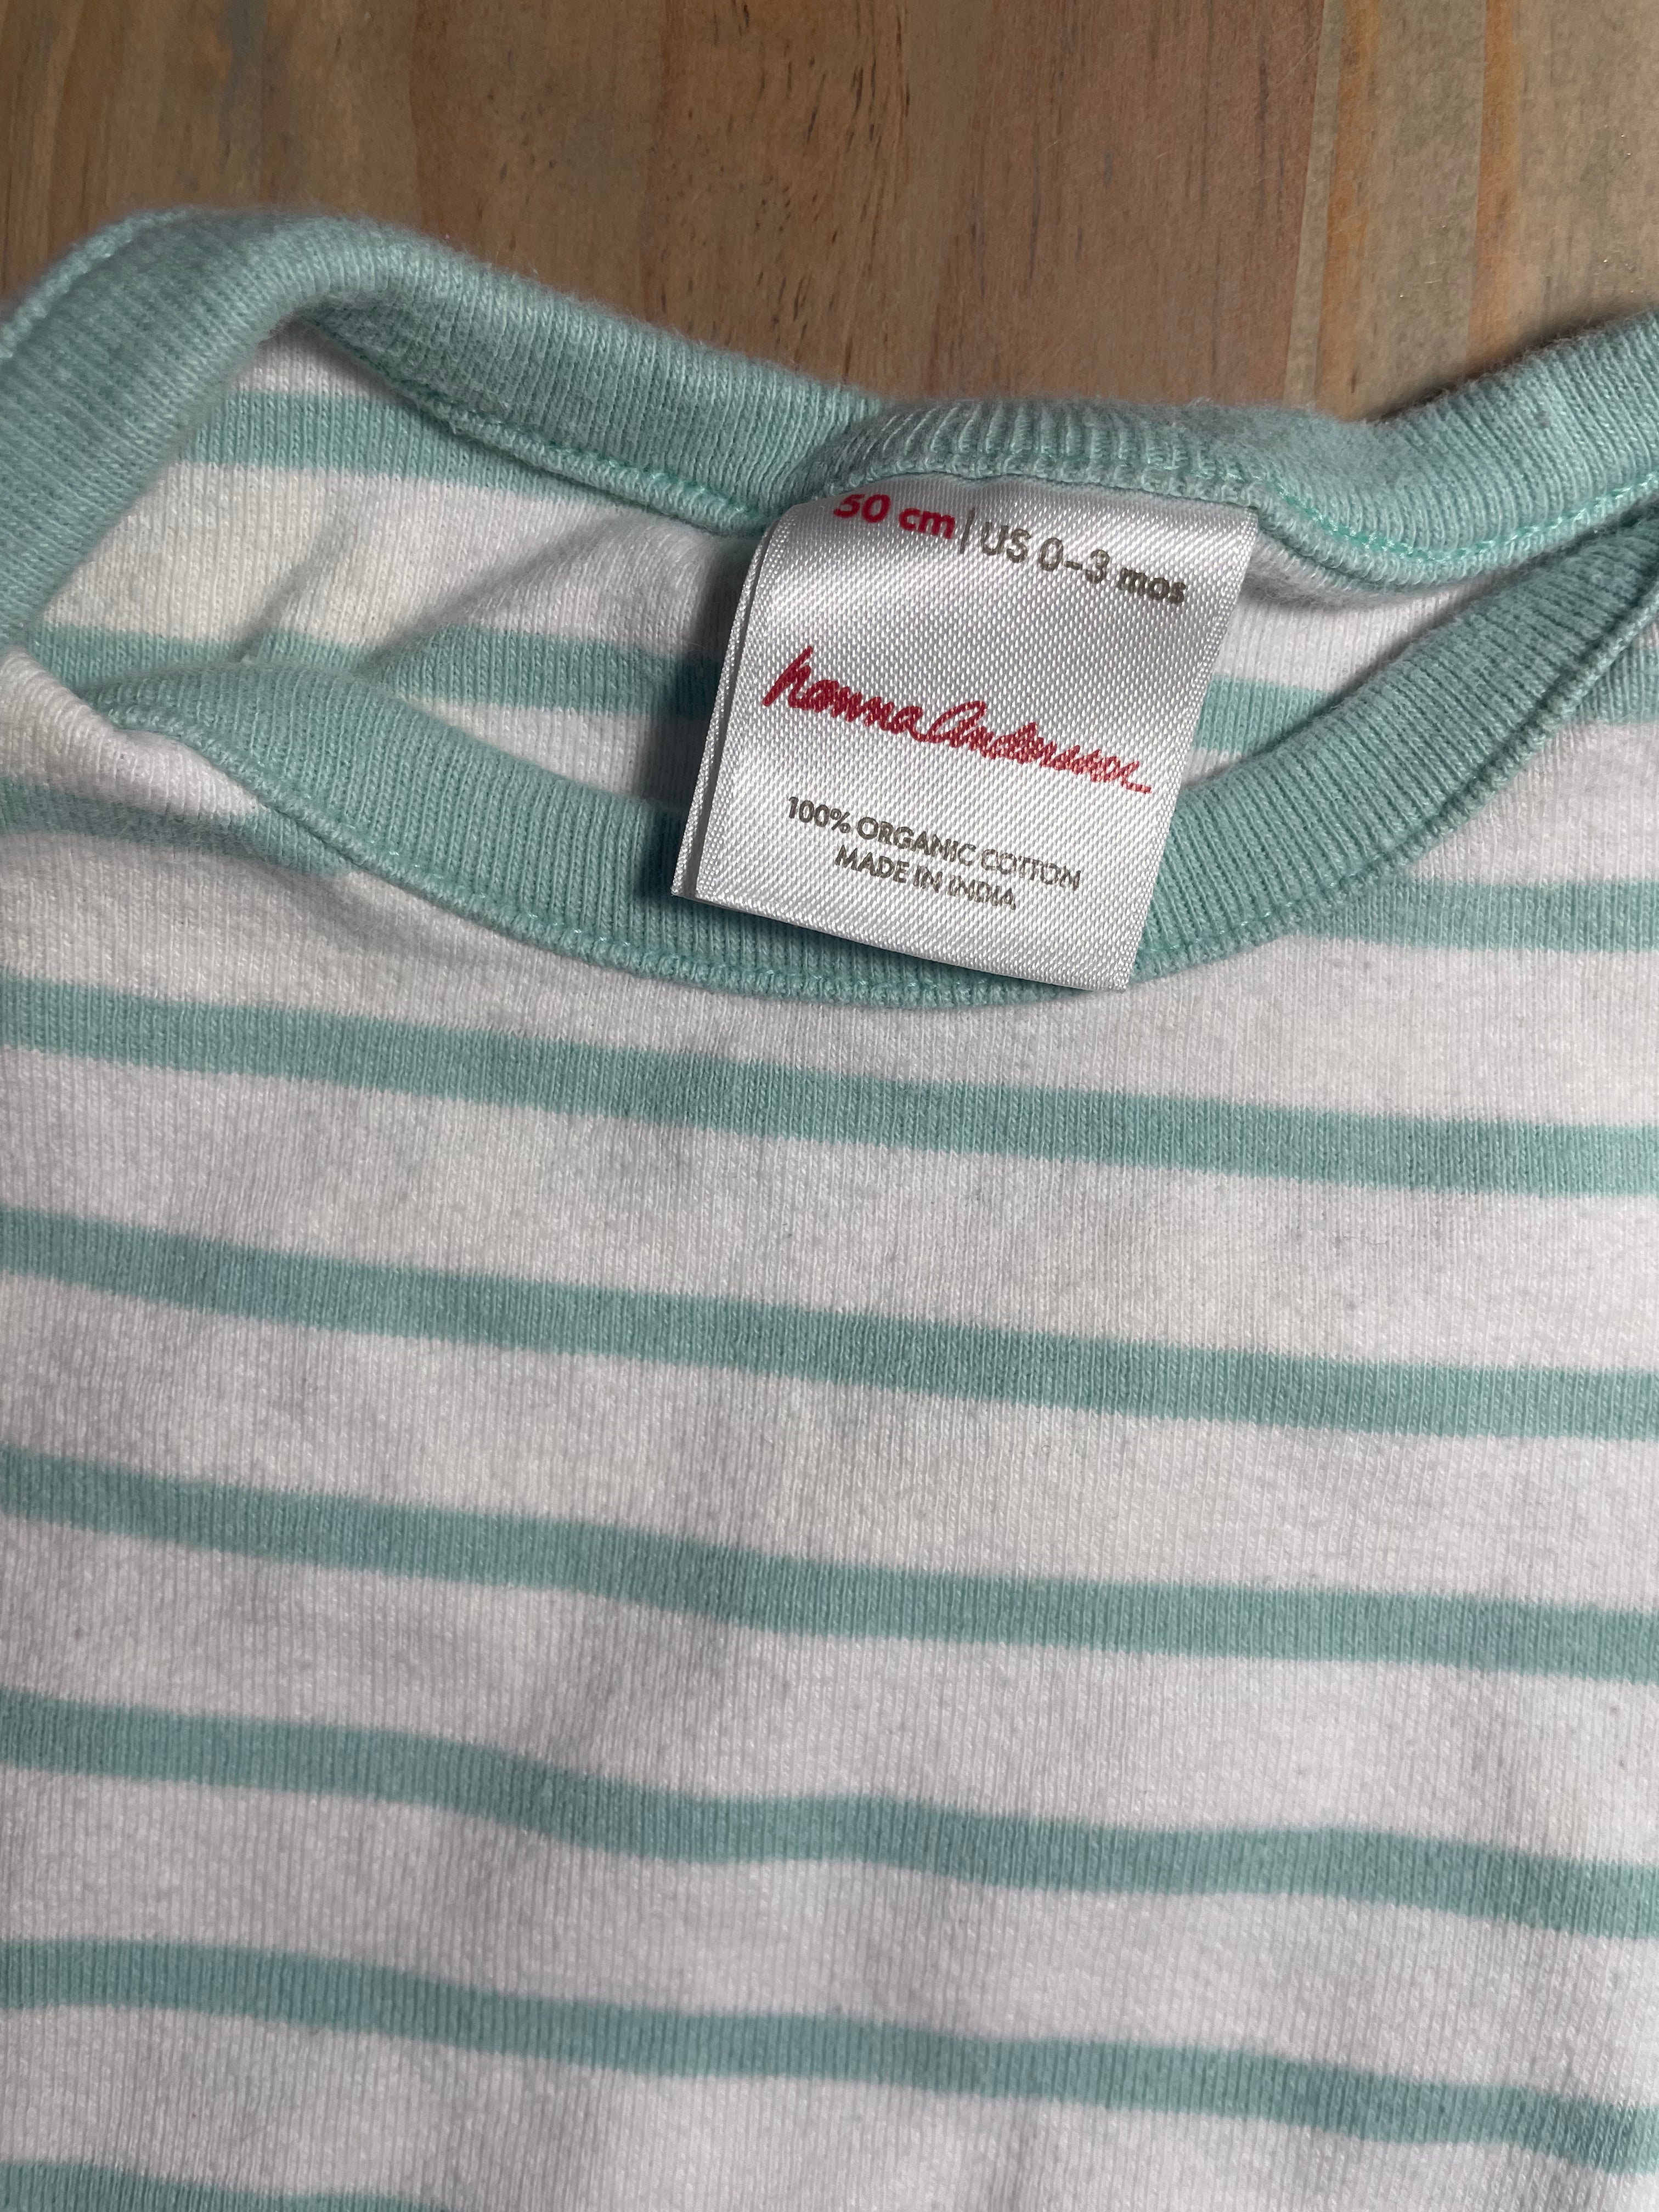 50 cm | US 0-3 mos
hanna Andersson
100% ORGANIC COTTON
MADE IN INDIA